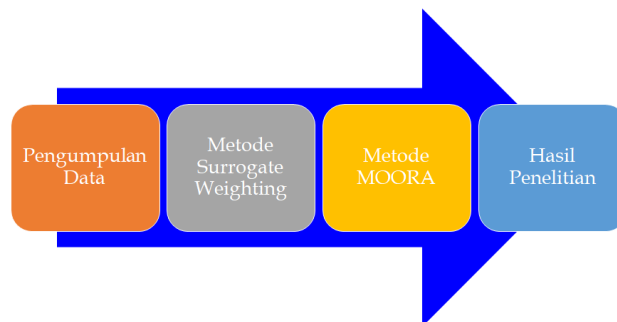 Pengumpulan
Data
Metode
Surrogate
Weighting
Metode
MOORA
Hasil
Penelitian